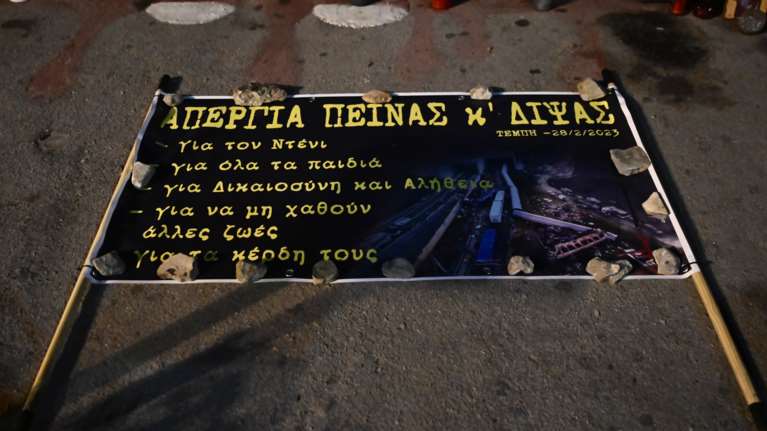 ΑΠΕΡΓΙΑ ΠΕΙΝΑΣ κ' ΔΙΨΑΣ
ΤΕΜΠΗ -28/2/2023
- για τον Ντένι
- για όλα τα παιδιά
- για Δικαιοσύνη και Αλήθεια
- για να μη χαθούν
άλλες ζωές
για τα κέρδη τους